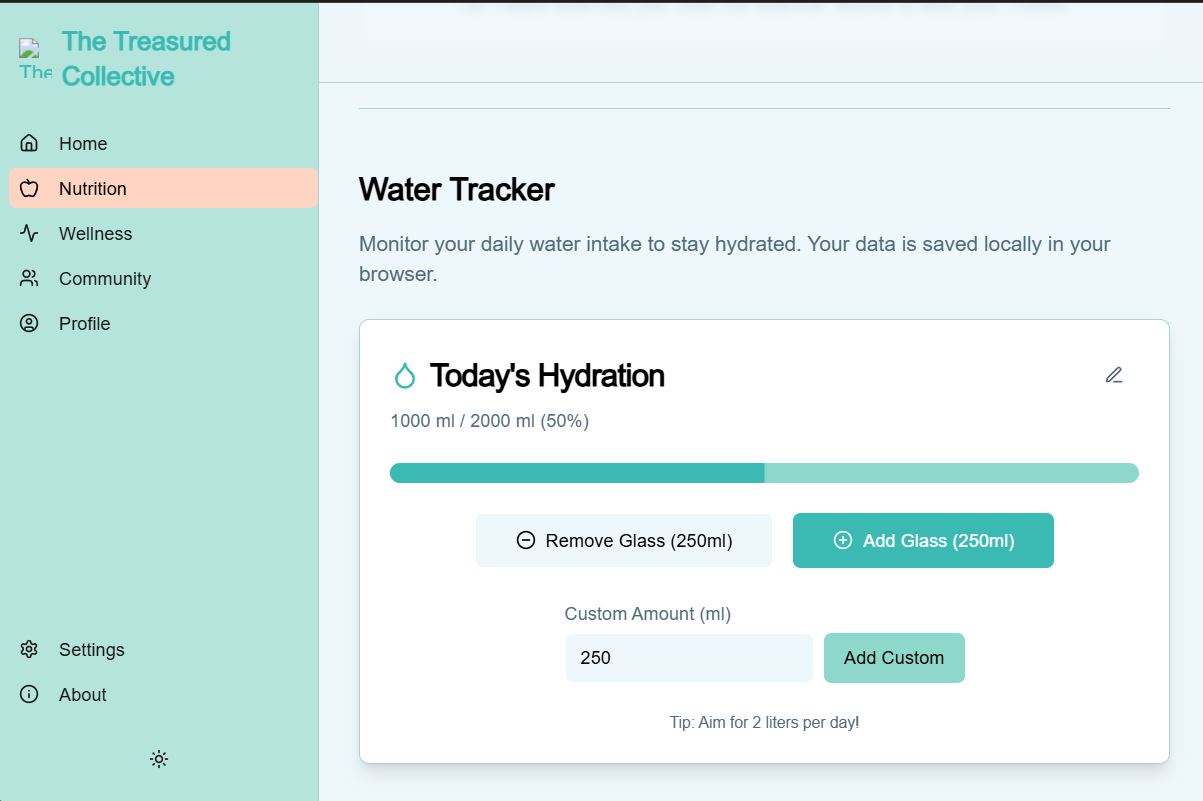 The Treasured
Collective
The
Home
Nutrition
Wellness
Community
Profile
Settings
About
Water Tracker
Monitor your daily water intake to stay hydrated. Your data is saved locally in your
browser.
Today's Hydration
1000 ml / 2000 ml (50%)
Remove Glass (250ml)
Add Glass (250ml)
Custom Amount (ml)
250
Add Custom
Tip: Aim for 2 liters per day!